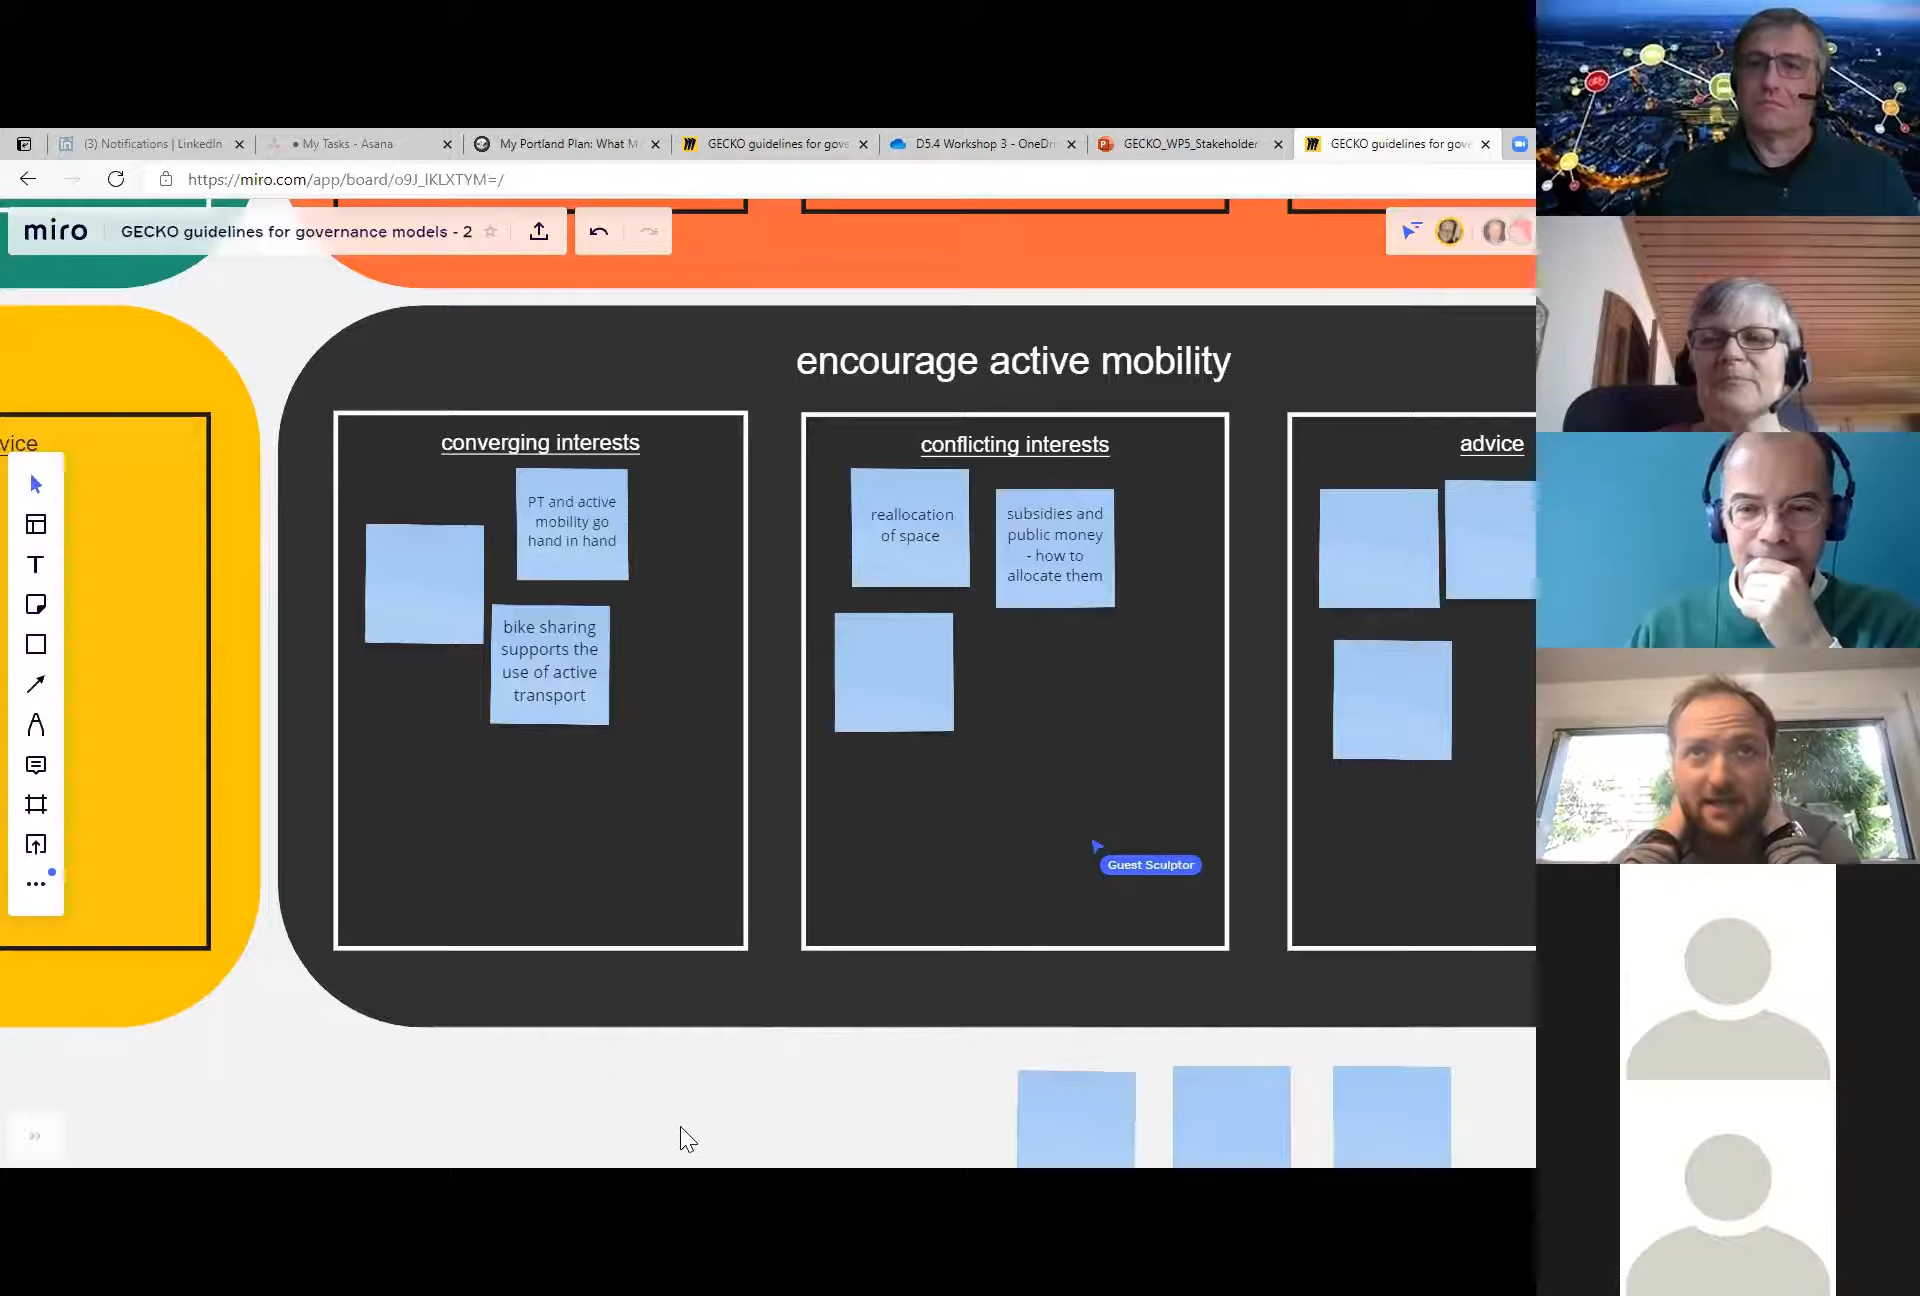 (3) Notifications | LinkedIn
My Tasks - Asana
My Portland Plan: What M
GECKO guidelines for gove
D5.4 Workshop 3 - OneDri
GECKO_WP5_Stakeholder
GECKO guidelines for gove
https://miro.com/app/board/o9J_lKLXTYM=/
miro
GECKO guidelines for governance models - 2
encourage active mobility
vice
converging interests
PT and active
mobility go
hand in hand
bike sharing
supports the
use of active
transport
conflicting interests
reallocation
of space
subsidies and
public money
- how to
allocate them
Guest Sculptor
advice